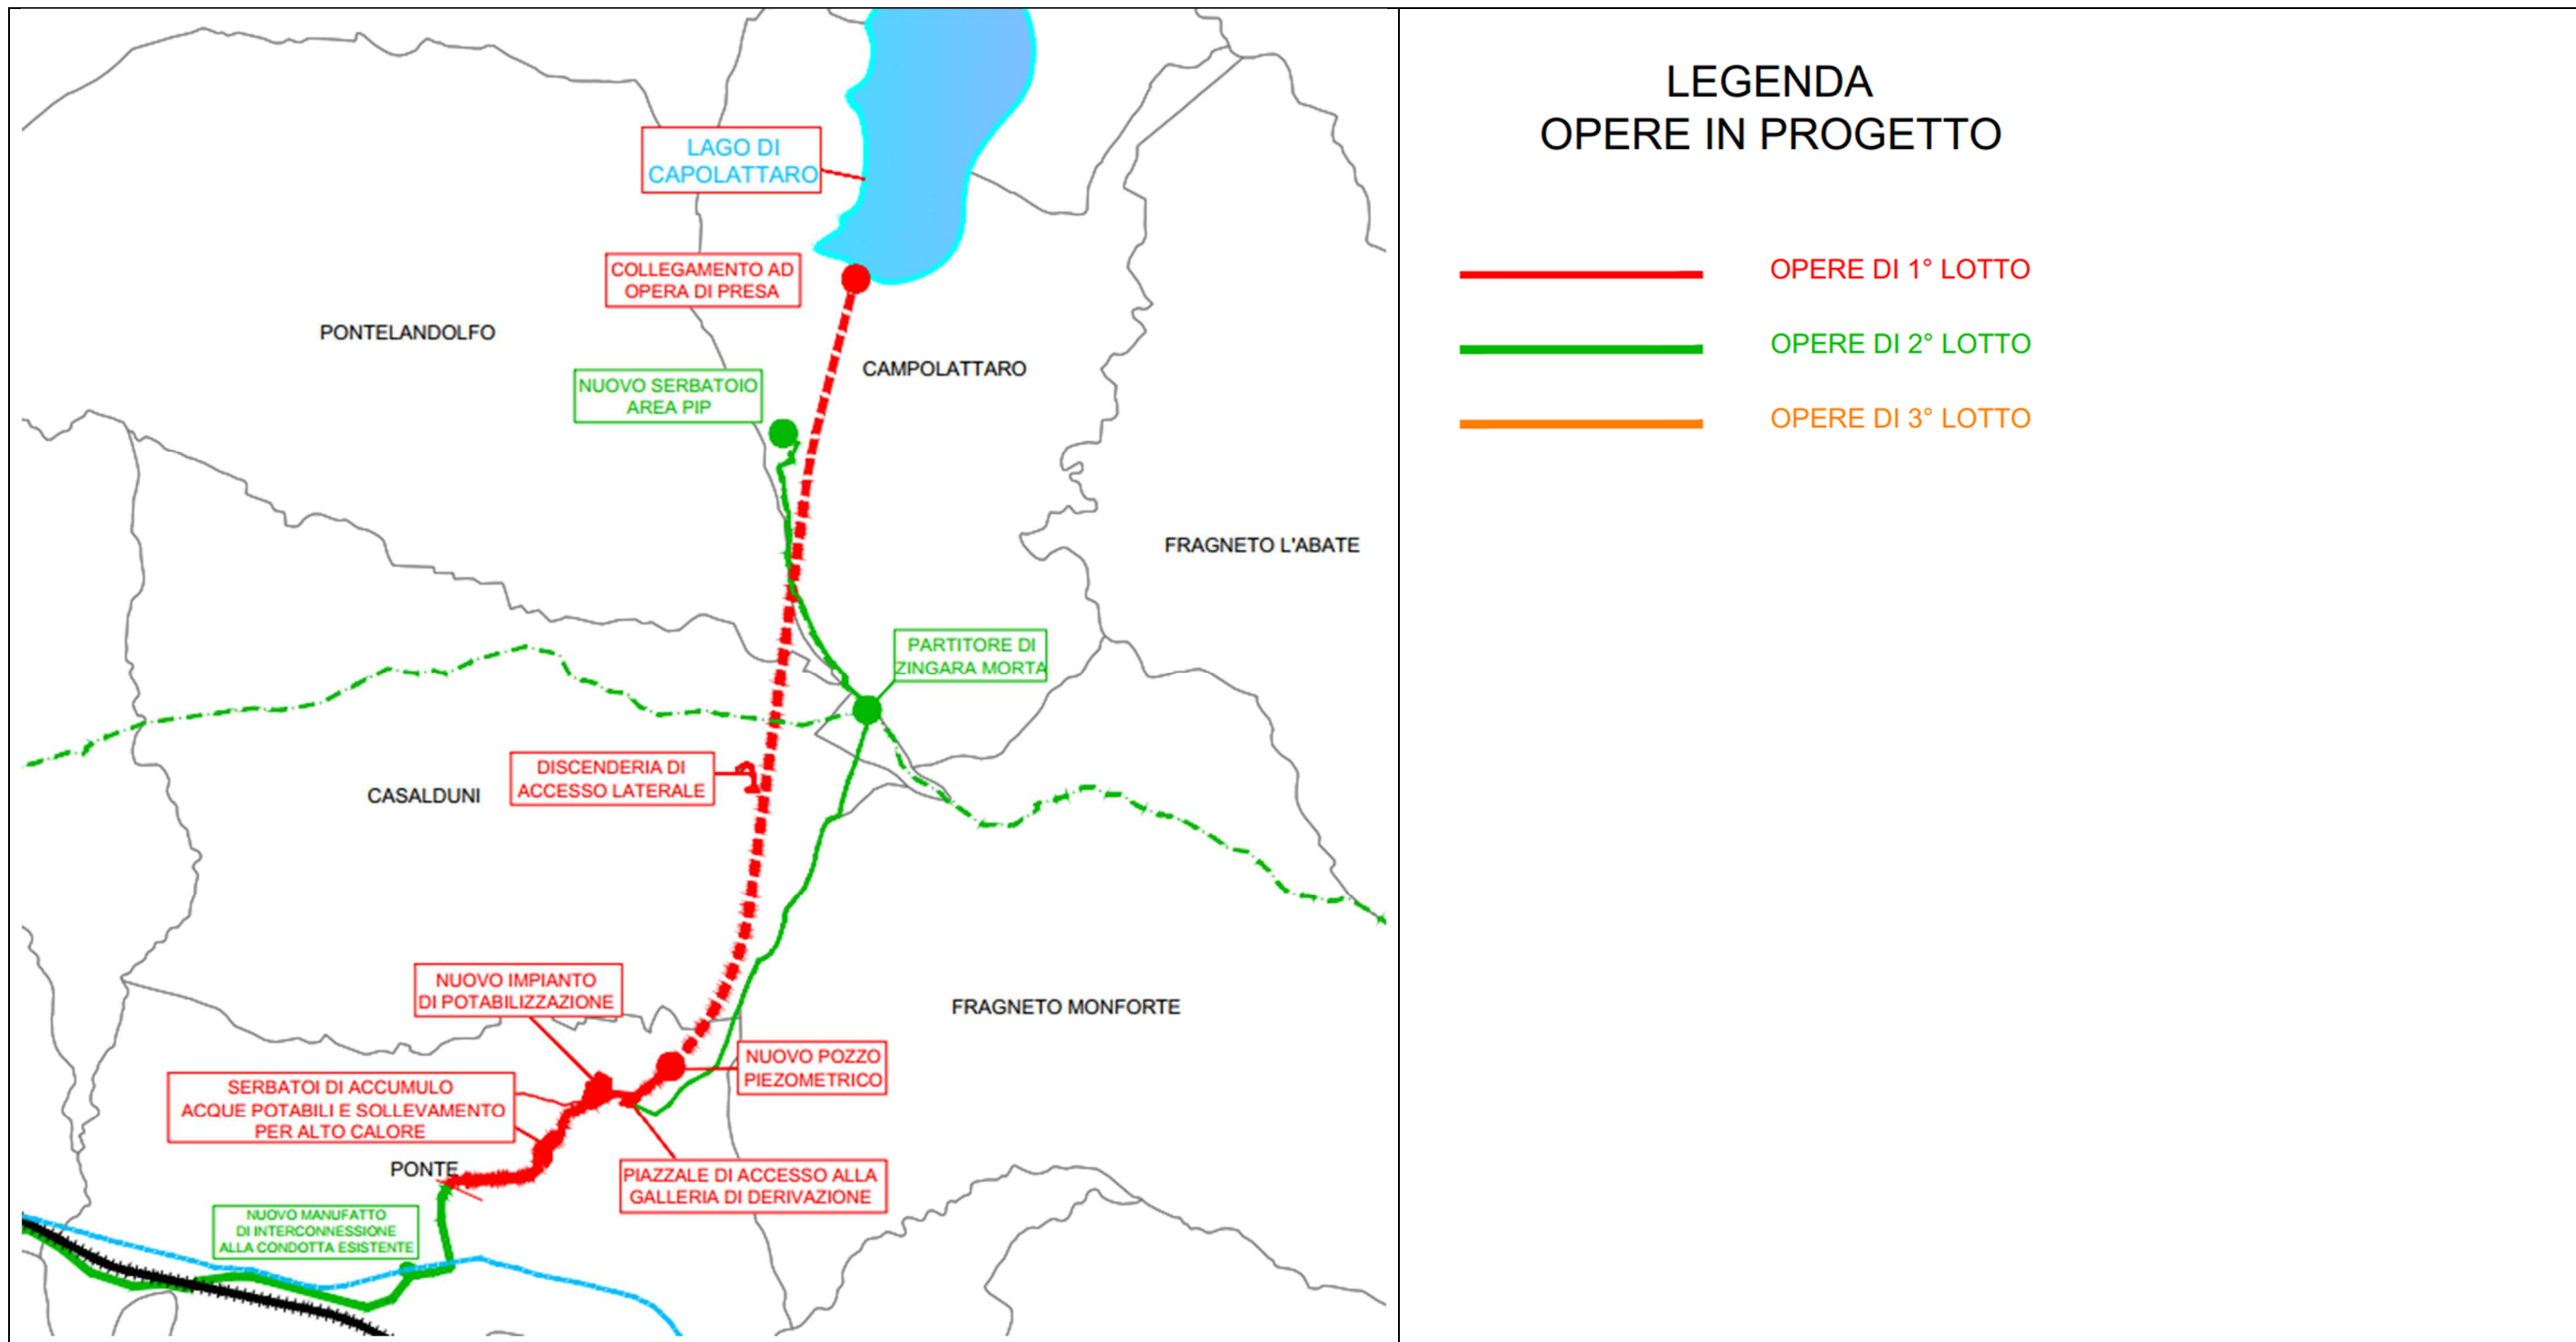 LAGO DI
CAPOLATTARO
COLLEGAMENTO AD
OPERA DI PRESA
PONTELANDOLFO
CAMPOLATTARO
NUOVO SERBATOIO
AREA PIP
FRAGNETO L'ABATE
PARTITORE DI
ZINGARA MORTA
DISCENDERIA DI
ACCESSO LATERALE
CASALDUNI
NUOVO IMPIANTO
DI POTABILIZZAZIONE
FRAGNETO MONFORTE
NUOVO POZZO
PIEZOMETRICO
SERBATOI DI ACCUMULO
ACQUE POTABILI E SOLLEVAMENTO
PER ALTO CALORE
PONTE
PIAZZALE DI ACCESSO ALLA
GALLERIA DI DERIVAZIONE
NUOVO MANUFATTO
DI INTERCONNESSIONE
ALLA CONDOTTA ESISTENTE
LEGENDA
OPERE IN PROGETTO
OPERE DI 1° LOTTO
OPERE DI 2° LOTTO
OPERE DI 3° LOTTO